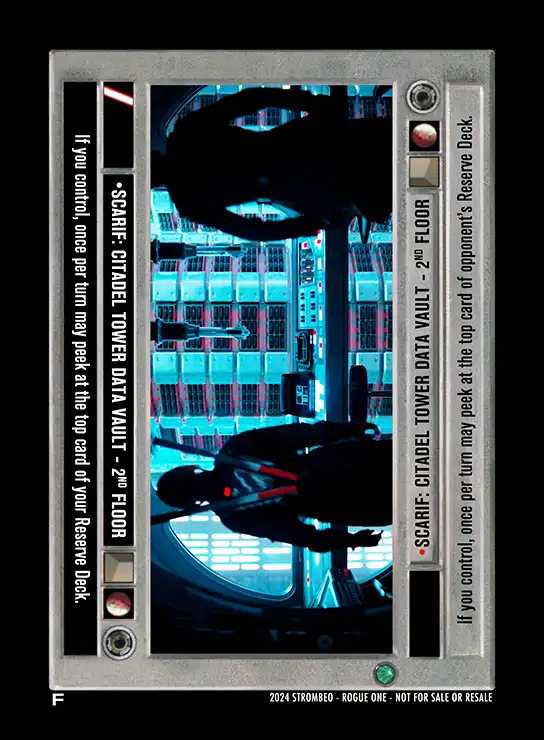 If you control, once per turn may peek at the top card of your Reserve Deck.
•SCARIF: CITADEL TOWER DATA VAULT - 2ND FLOOR
•SCARIF: CITADEL TOWER DATA VAULT - 2ND FLOOR
If you control, once per turn may peek at the top card of opponent's Reserve Deck.
F
2024 STROMBEO - ROGUE ONE - NOT FOR SALE OR RESALE